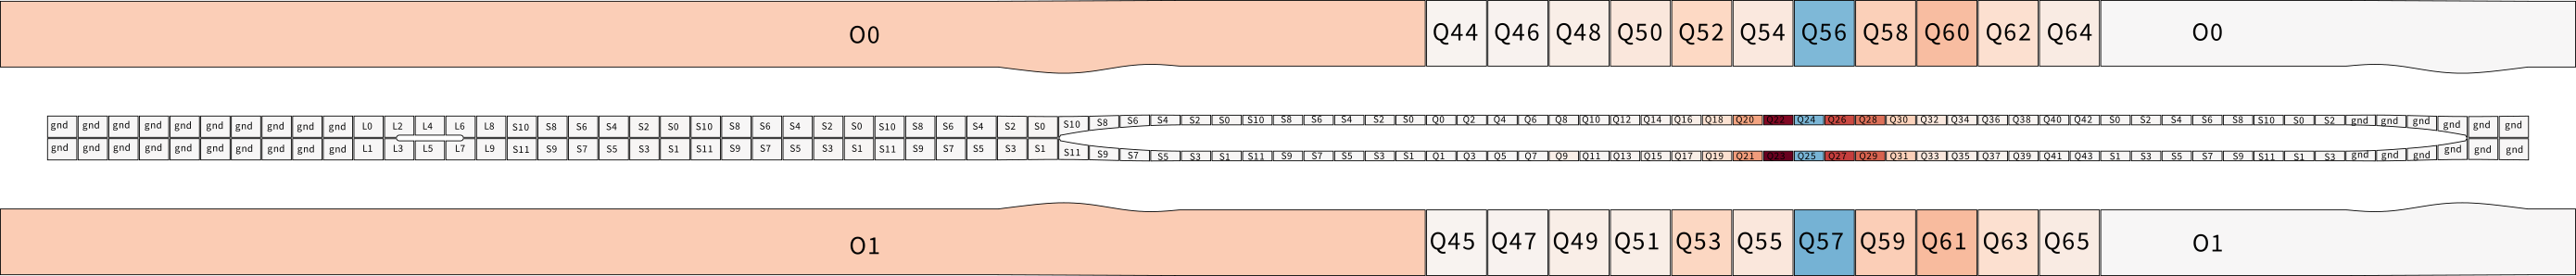 O0 Q44 Q46 Q48 Q50 Q52 Q54 Q56 Q58 Q60 Q62 Q64 O0
gnd gnd gnd gnd gnd gnd gnd gnd gnd gnd L0 L2 L4 L6 L8 S10 S8 S6 S4 S2 S0 S10 S8 S6 S4 S2 S0 S10 S8 S6 S4 S2 S0 S10 S8 S6 S4 S2 S0 S10 S8 S6 S4 S2 S0 Q0 Q2 Q4 Q6 Q8 Q10 Q12 Q14 Q16 Q18 Q20 Q22 Q24 Q26 Q28 Q30 Q32 Q34 Q36 Q38 Q40 Q42 S0 S2 S4 S6 S8 S10 S0 S2 gnd gnd gnd gnd gnd gnd
gnd gnd gnd gnd gnd gnd gnd gnd gnd gnd L1 L3 L5 L7 L9 S11 S9 S7 S5 S3 S1 S11 S9 S7 S5 S3 S1 S11 S9 S7 S5 S3 S1 S11 S9 S7 S5 S3 S1 S11 S9 S7 S5 S3 S1 Q1 Q3 Q5 Q7 Q9 Q11 Q13 Q15 Q17 Q19 Q21 Q23 Q25 Q27 Q29 Q31 Q33 Q35 Q37 Q39 Q41 Q43 S1 S3 S5 S7 S9 S11 S1 S3 gnd gnd gnd gnd gnd gnd
O1 Q45 Q47 Q49 Q51 Q53 Q55 Q57 Q59 Q61 Q63 Q65 O1